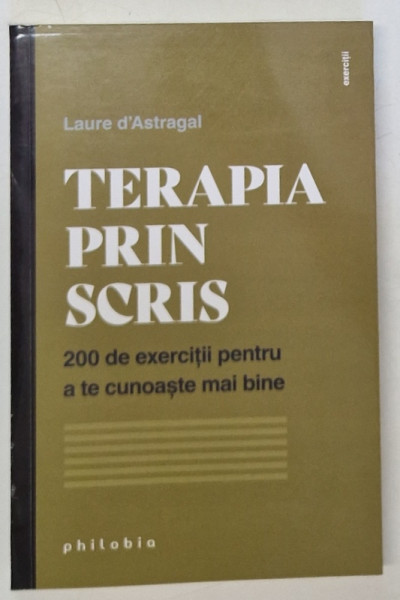 exerciții
Laure d'Astragal
TERAPIA
PRIN
SCRIS
200 de exerciții pentru
a te cunoaște mai bine
philobia